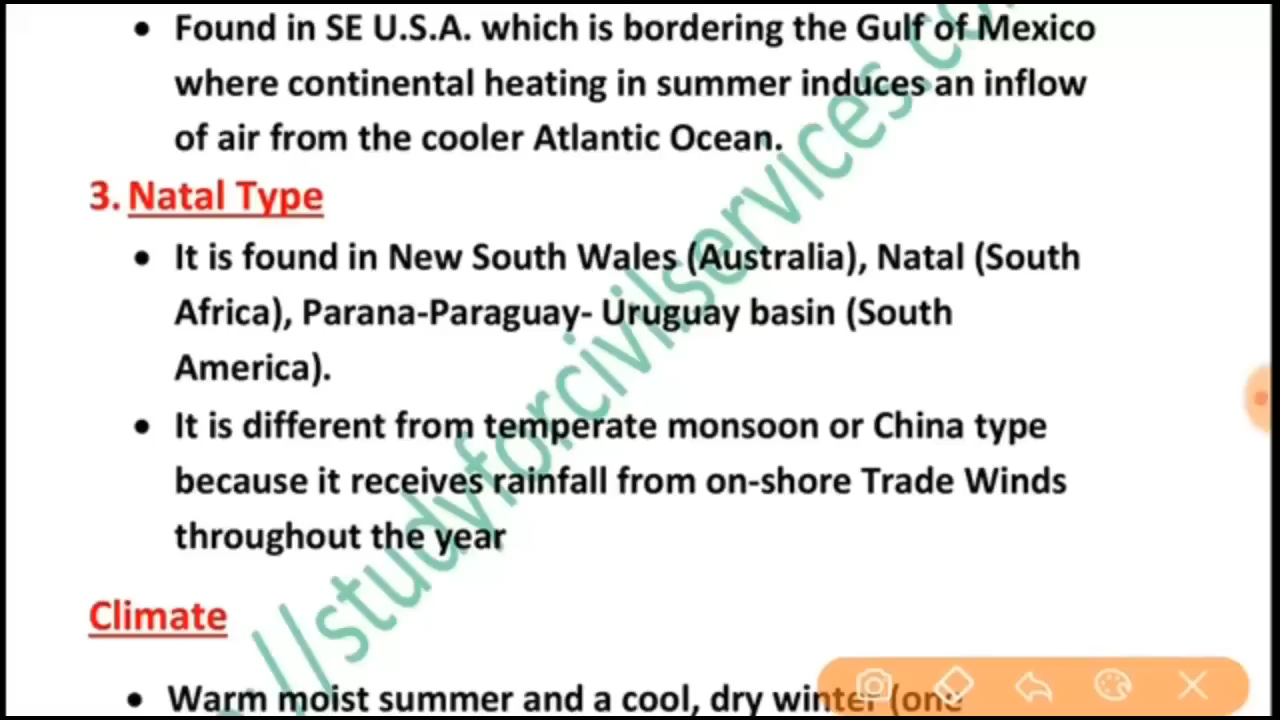 • Found in SE U.S.A. which is bordering the Gulf of Mexico
where continental heating in summer induces an inflow
of air from the cooler Atlantic Ocean.
3. Natal Type
• It is found in New South Wales (Australia), Natal (South
Africa), Parana-Paraguay- Uruguay basin (South
America).
• It is different from temperate monsoon or China type
because it receives rainfall from on-shore Trade Winds
throughout the year
Climate
• Warm moist summer and a cool, dry winter (one
//studyforcivilservices.co